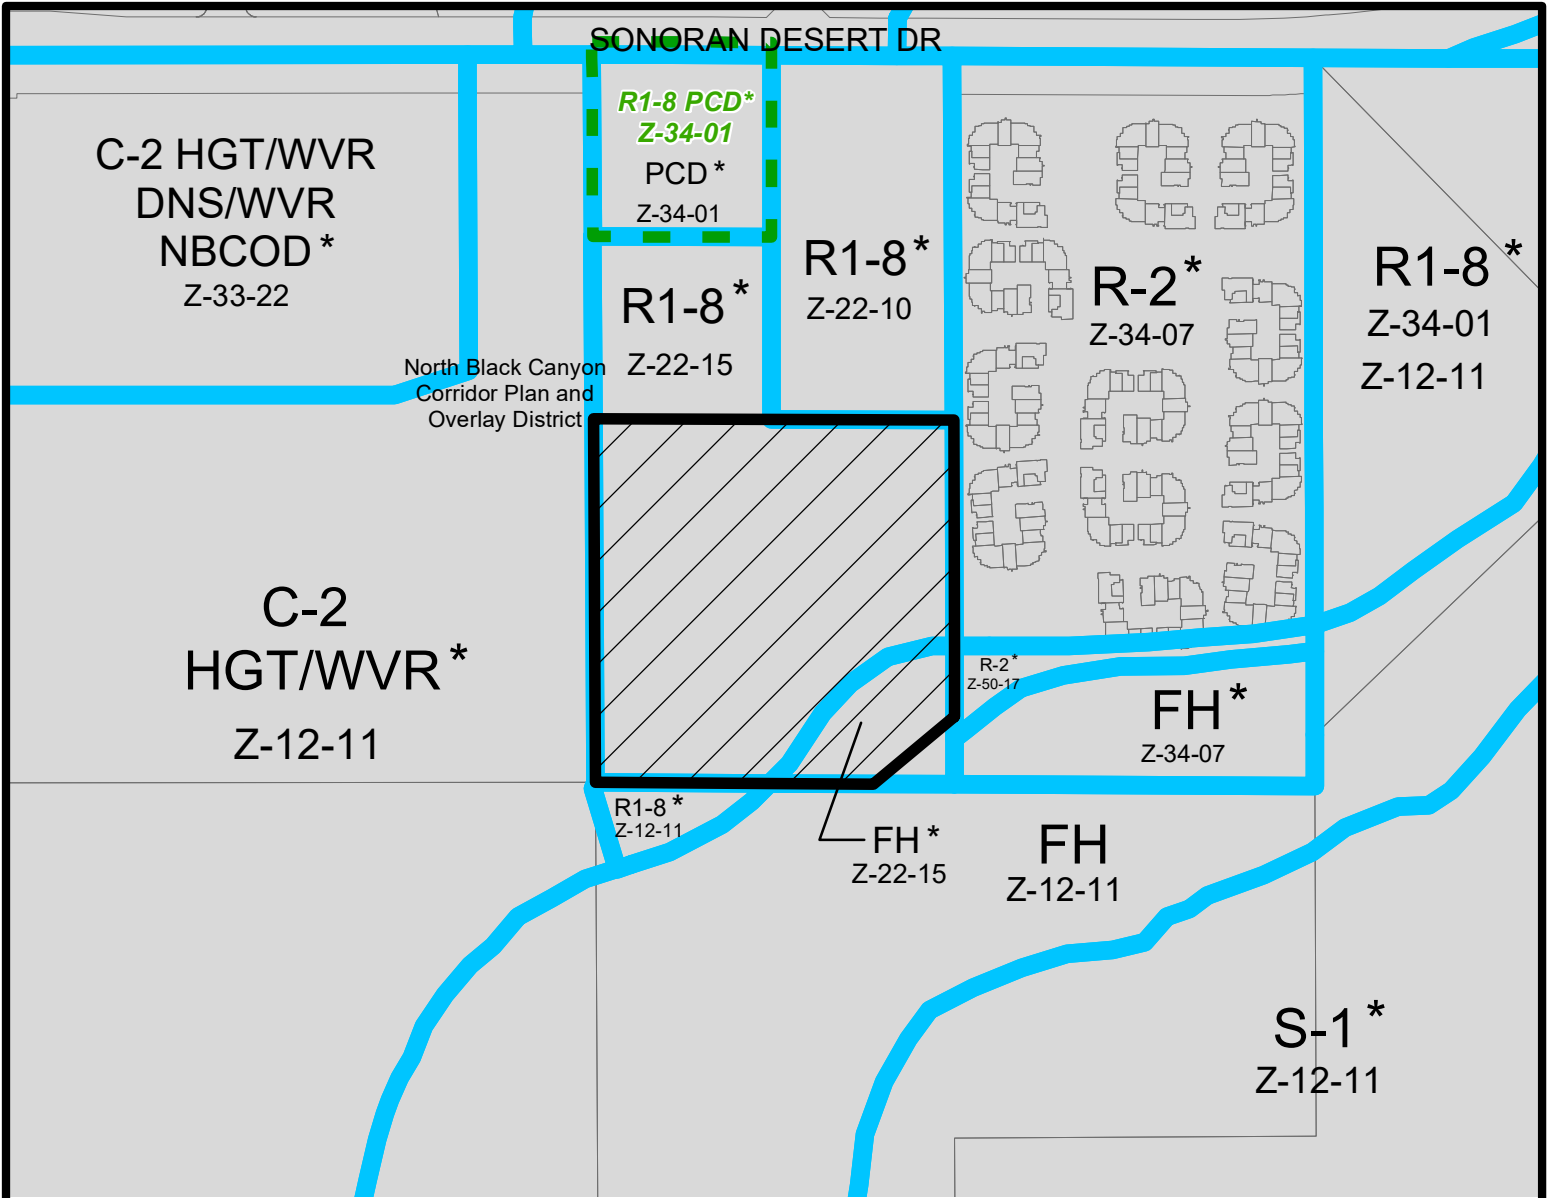 SONORAN DESERT DR
R1-8 PCD*
Z-34-01
PCD *
Z-34-01
C-2 HGT/WVR
DNS/WVR
NBCOD *
Z-33-22
R1-8 *
Z-22-15
R1-8 *
Z-22-10
R-2 *
Z-34-07
R1-8 *
Z-34-01
Z-12-11
North Black Canyon
Corridor Plan and
Overlay District
C-2
HGT/WVR *
Z-12-11
R-2 *
Z-50-17
FH *
Z-34-07
R1-8 *
Z-12-11
FH *
Z-22-15
FH
Z-12-11
S-1 *
Z-12-11